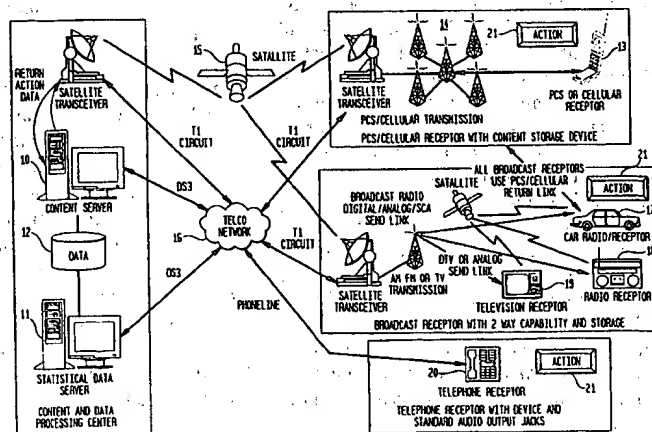 RETURN
ACTION
DATA
SATELLITE
TRANSCEIVER
10
CONTENT SERVER
12
DATA
11
STATISTICAL DATA
SERVER
CONTENT AND DATA
PROCESSING CENTER
15
SATALLITE
T1
CIRCUIT
T1
CIRCUIT
DS3
TELCO
NETWORK
16
DS3
T1
CIRCUIT
PHONELINE
SATELLITE
TRANSCEIVER
14
21
ACTION
13
PCS OR CELLULAR
RECEPTOR
PCS/CELLULAR TRANSMISSION
PCS/CELLULAR RECEPTOR WITH CONTENT STORAGE DEVICE
ALL BROADCAST RECEPTORS
USE PCS/CELLULAR
RETURN LINK
21
ACTION
BROADCAST RADIO
DIGITAL/ANALOG/SCA
SEND LINK
SATALLITE
CAR RADIO/RECEPTOR
DTV OR ANALOG
SEND LINK
AM FM OR TV
TRANSMISSION
SATELLITE
TRANSCEIVER
19
TELEVISION RECEPTOR
RADIO RECEPTOR
BROADCAST RECEPTOR WITH 2 WAY CAPABILITY AND STORAGE
20
TELEPHONE RECEPTOR
ACTION
21
TELEPHONE RECEPTOR WITH DEVICE AND
STANDARD AUDIO OUTPUT JACKS